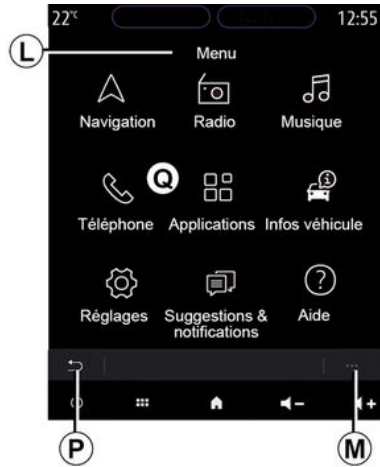 22°C 12:55
L
Menu
Navigation Radio Musique
Q
Téléphone Applications Infos véhicule
Réglages Suggestions & notifications Aide
P M